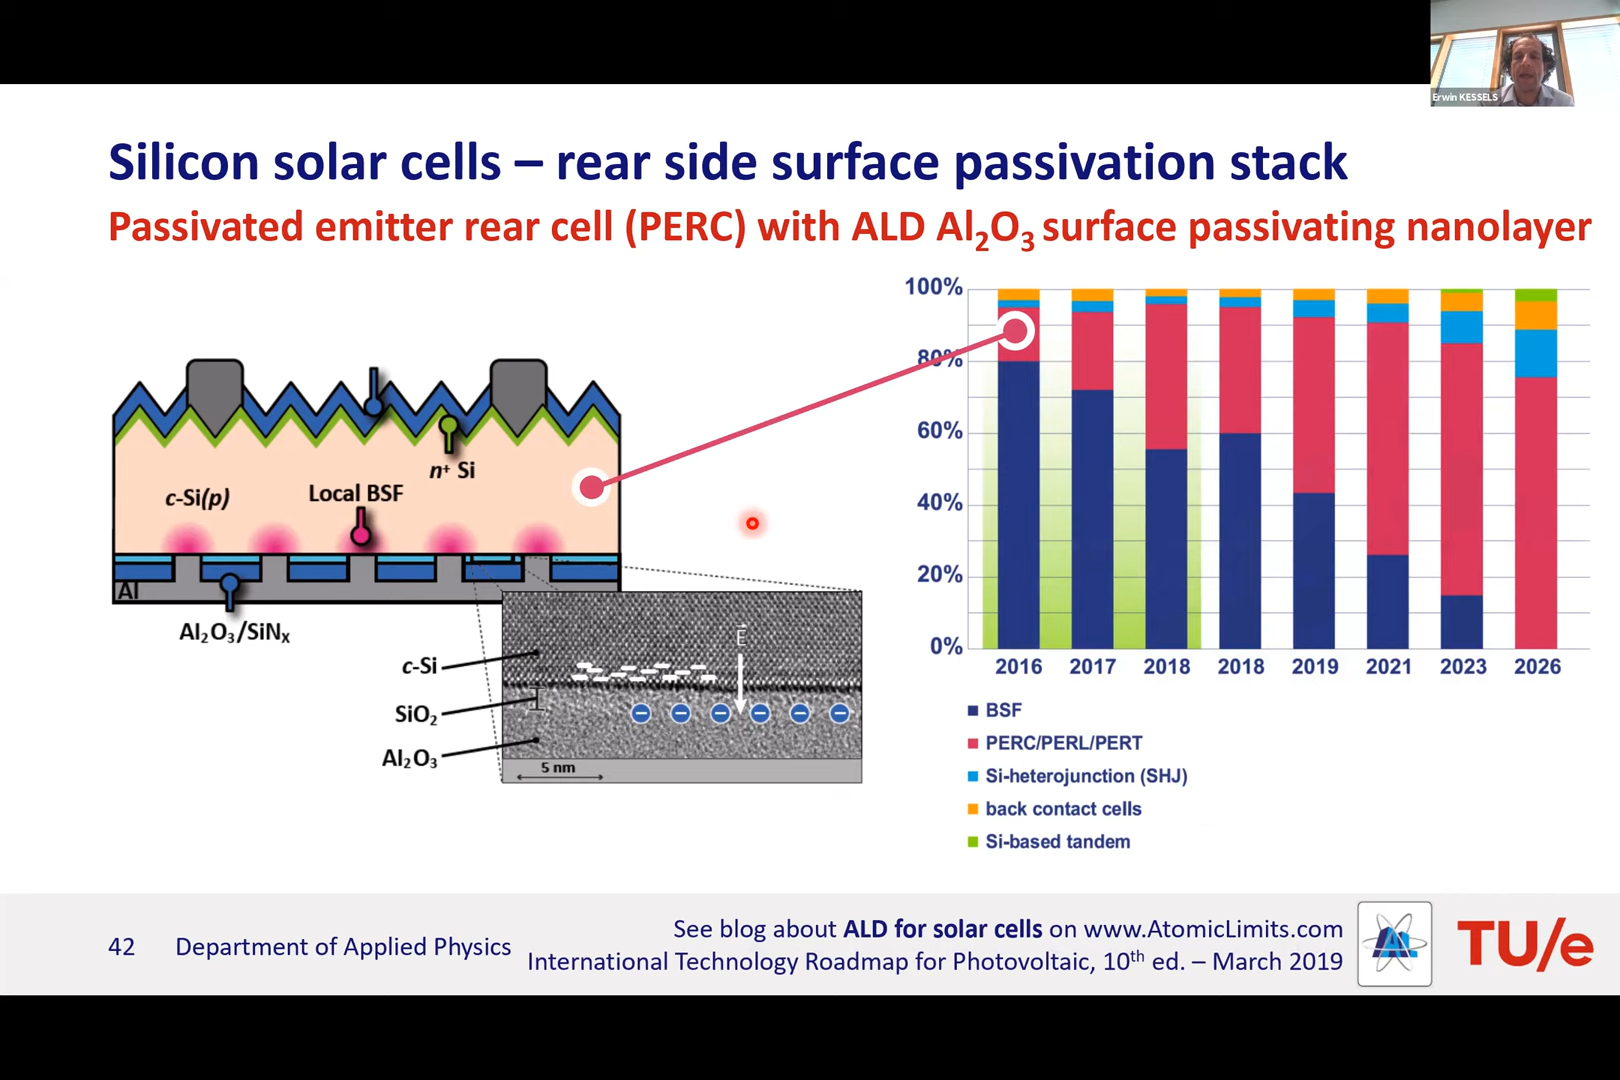 Erwin KESSELS
Silicon solar cells – rear side surface passivation stack
Passivated emitter rear cell (PERC) with ALD Al₂O₃ surface passivating nanolayer
n⁺ Si
c-Si(p)
Local BSF
Al
Al₂O₃/SiNₓ
c-Si
SiO₂
Al₂O₃
E
5 nm
100%
80%
60%
40%
20%
0%
2016 2017 2018 2018 2019 2021 2023 2026
BSF
PERC/PERL/PERT
Si-heterojunction (SHJ)
back contact cells
Si-based tandem
42 Department of Applied Physics
See blog about ALD for solar cells on www.AtomicLimits.com
International Technology Roadmap for Photovoltaic, 10th ed. – March 2019
TU/e